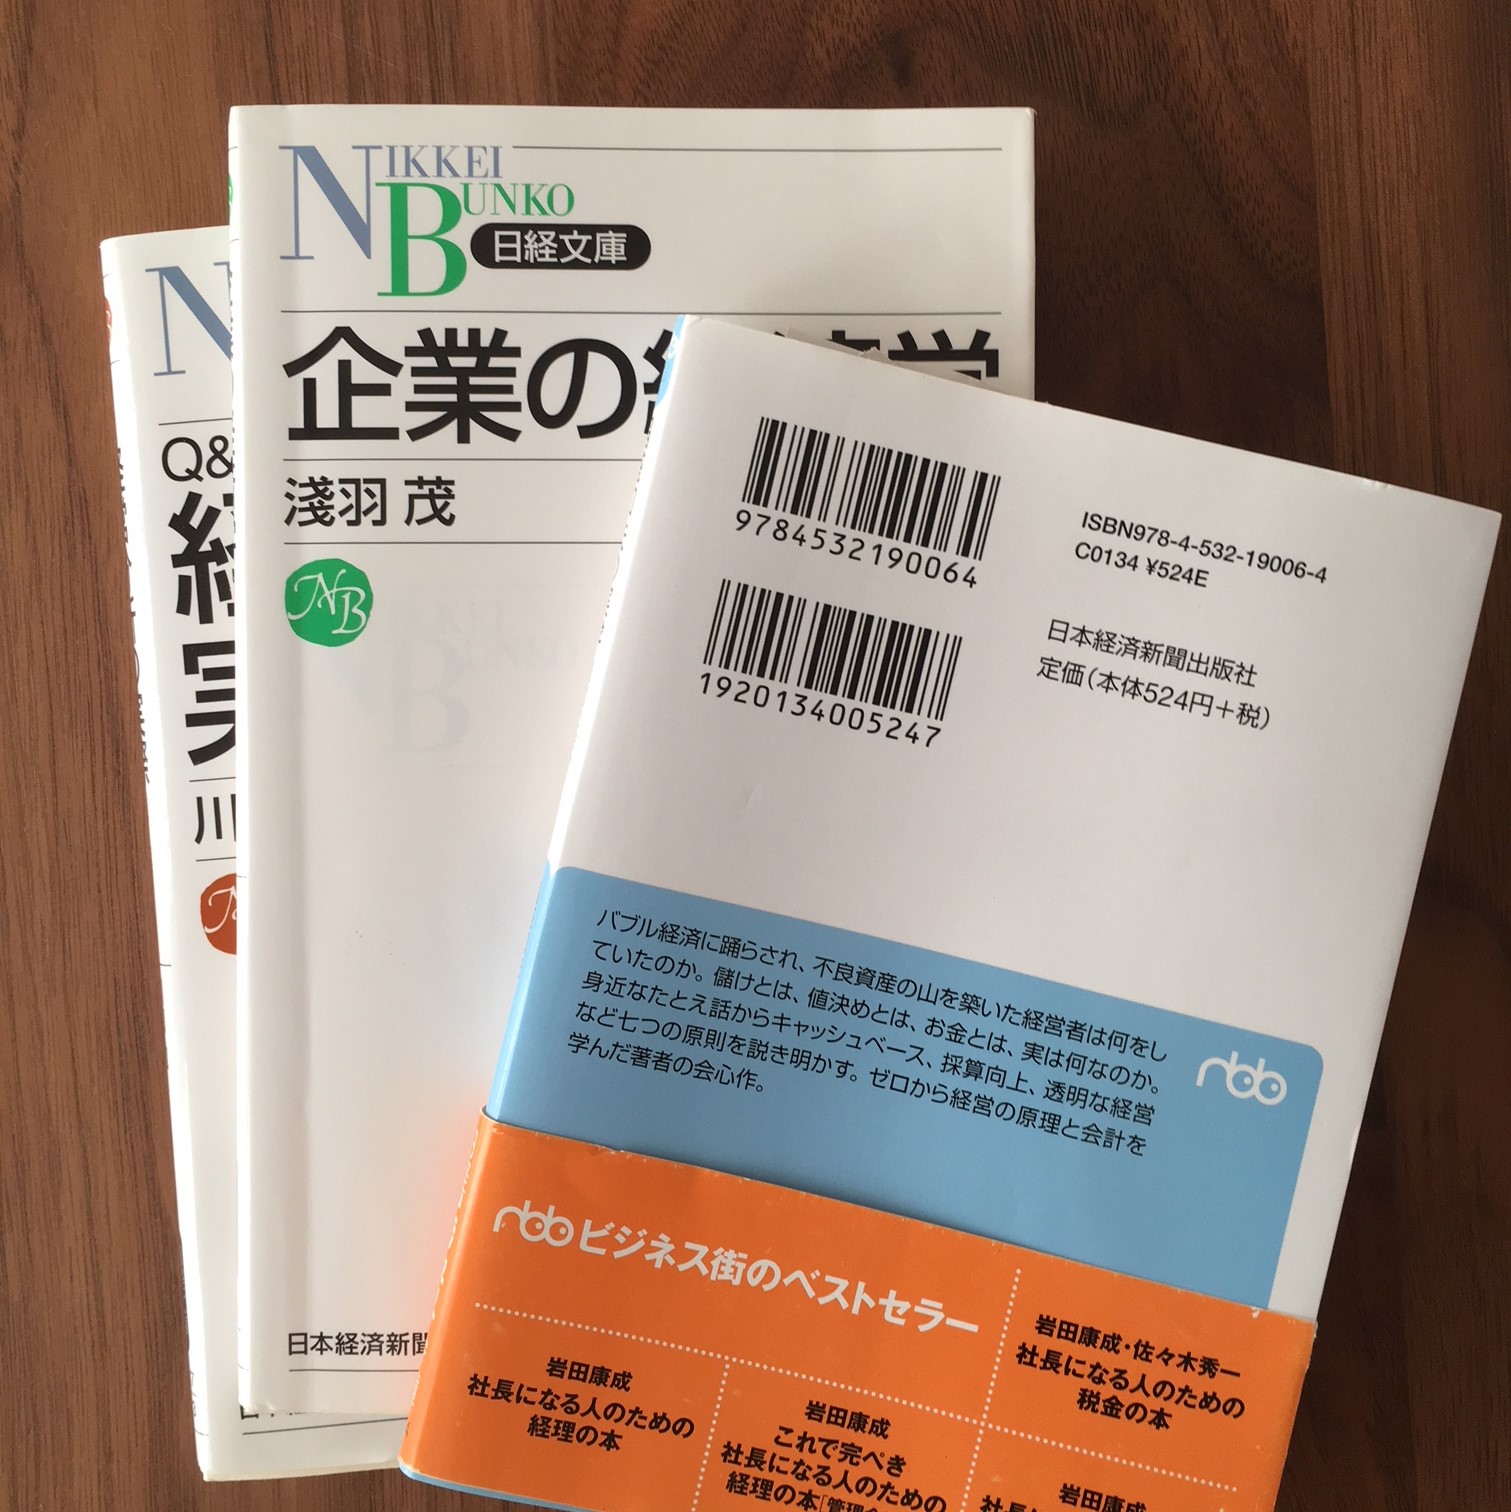 NIKKEI
BUNKO
日経文庫
企業の
淺羽 茂
NB
日本経済新聞
N
Q&
実
川
9784532190064
1920134005247
ISBN978-4-532-19006-4
C0134 ¥524E
日本経済新聞出版社
定価(本体524円+税)
バブル経済に踊らされ、不良資産の山を築いた経営者は何をし
ていたのか。儲けとは、値決めとは、お金とは、実は何なのか。
身近なたとえ話からキャッシュベース、採算向上、透明な経営
など七つの原則を説き明かす。ゼロから経営の原理と会計を
学んだ著者の会心作。
nbb
nbbビジネス街のベストセラー
岩田康成・佐々木秀一
社長になる人のための
税金の本
岩田康成
社長になる人のための
経理の本
岩田康成
これで完ぺき
社長になる人のための
経理の本[管理会
岩田康成